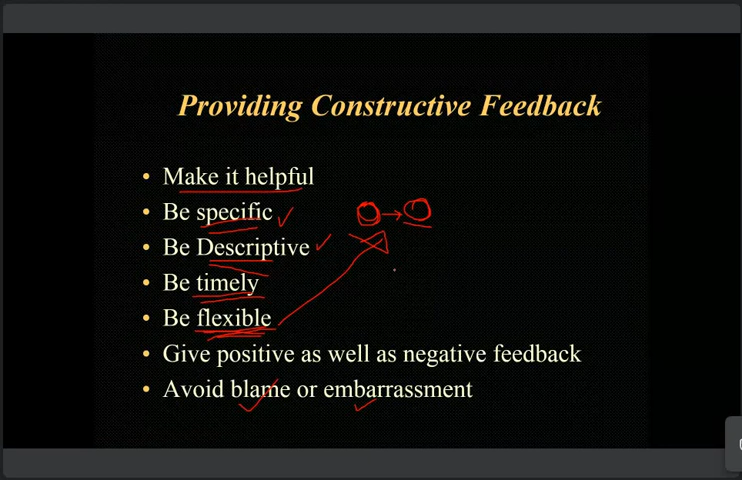 Providing Constructive Feedback
• Make it helpful
• Be specific
• Be Descriptive
• Be timely
• Be flexible
• Give positive as well as negative feedback
• Avoid blame or embarrassment